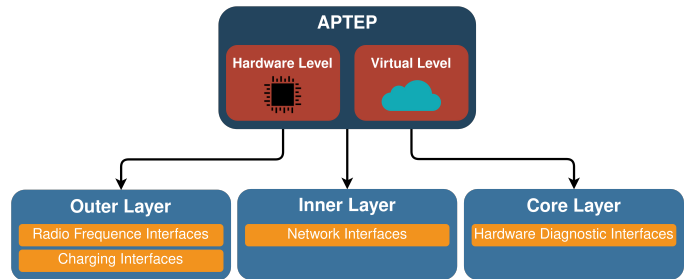 APTEP
Hardware Level
Virtual Level
Outer Layer
Radio Frequence Interfaces
Charging Interfaces
Inner Layer
Network Interfaces
Core Layer
Hardware Diagnostic Interfaces